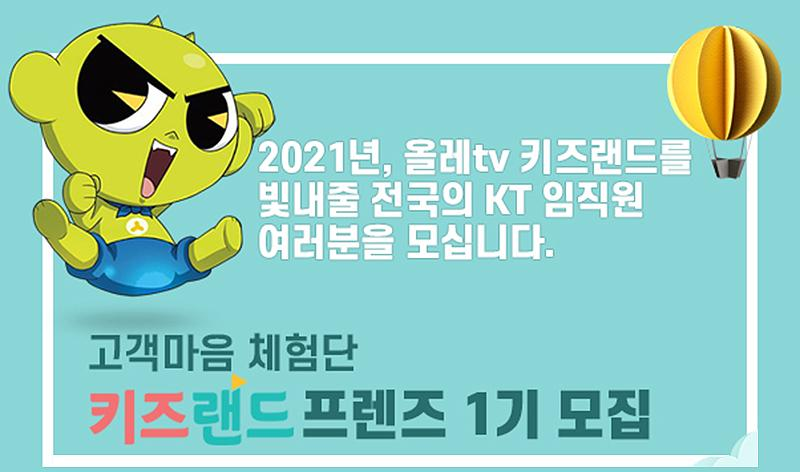 2021년, 올레tv 키즈랜드를
빛내줄 전국의 KT 임직원
여러분을 모십니다.
고객마음 체험단
키즈랜드 프렌즈 1기 모집